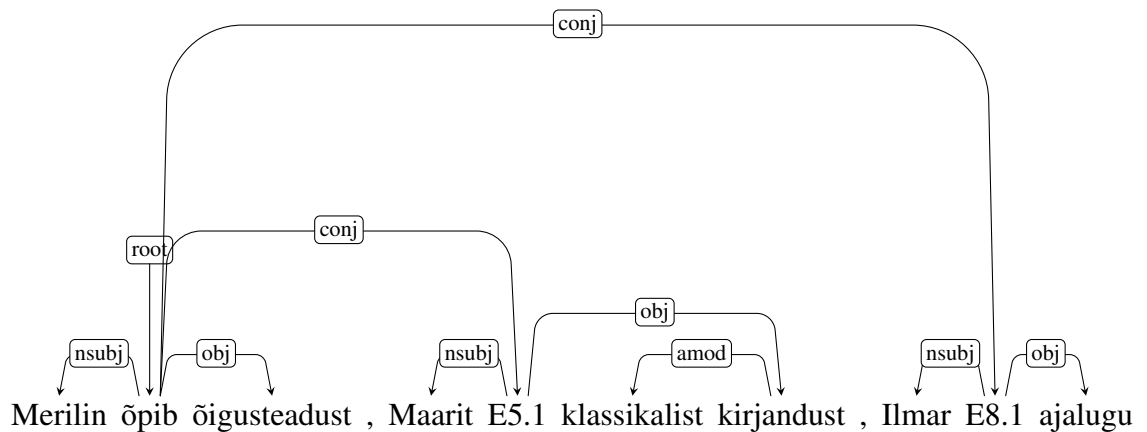 conj
conj
root
obj
nsubj obj nsubj amod nsubj obj
Merilin õpib õigusteadust , Maarit E5.1 klassikalist kirjandust , Ilmar E8.1 ajalugu